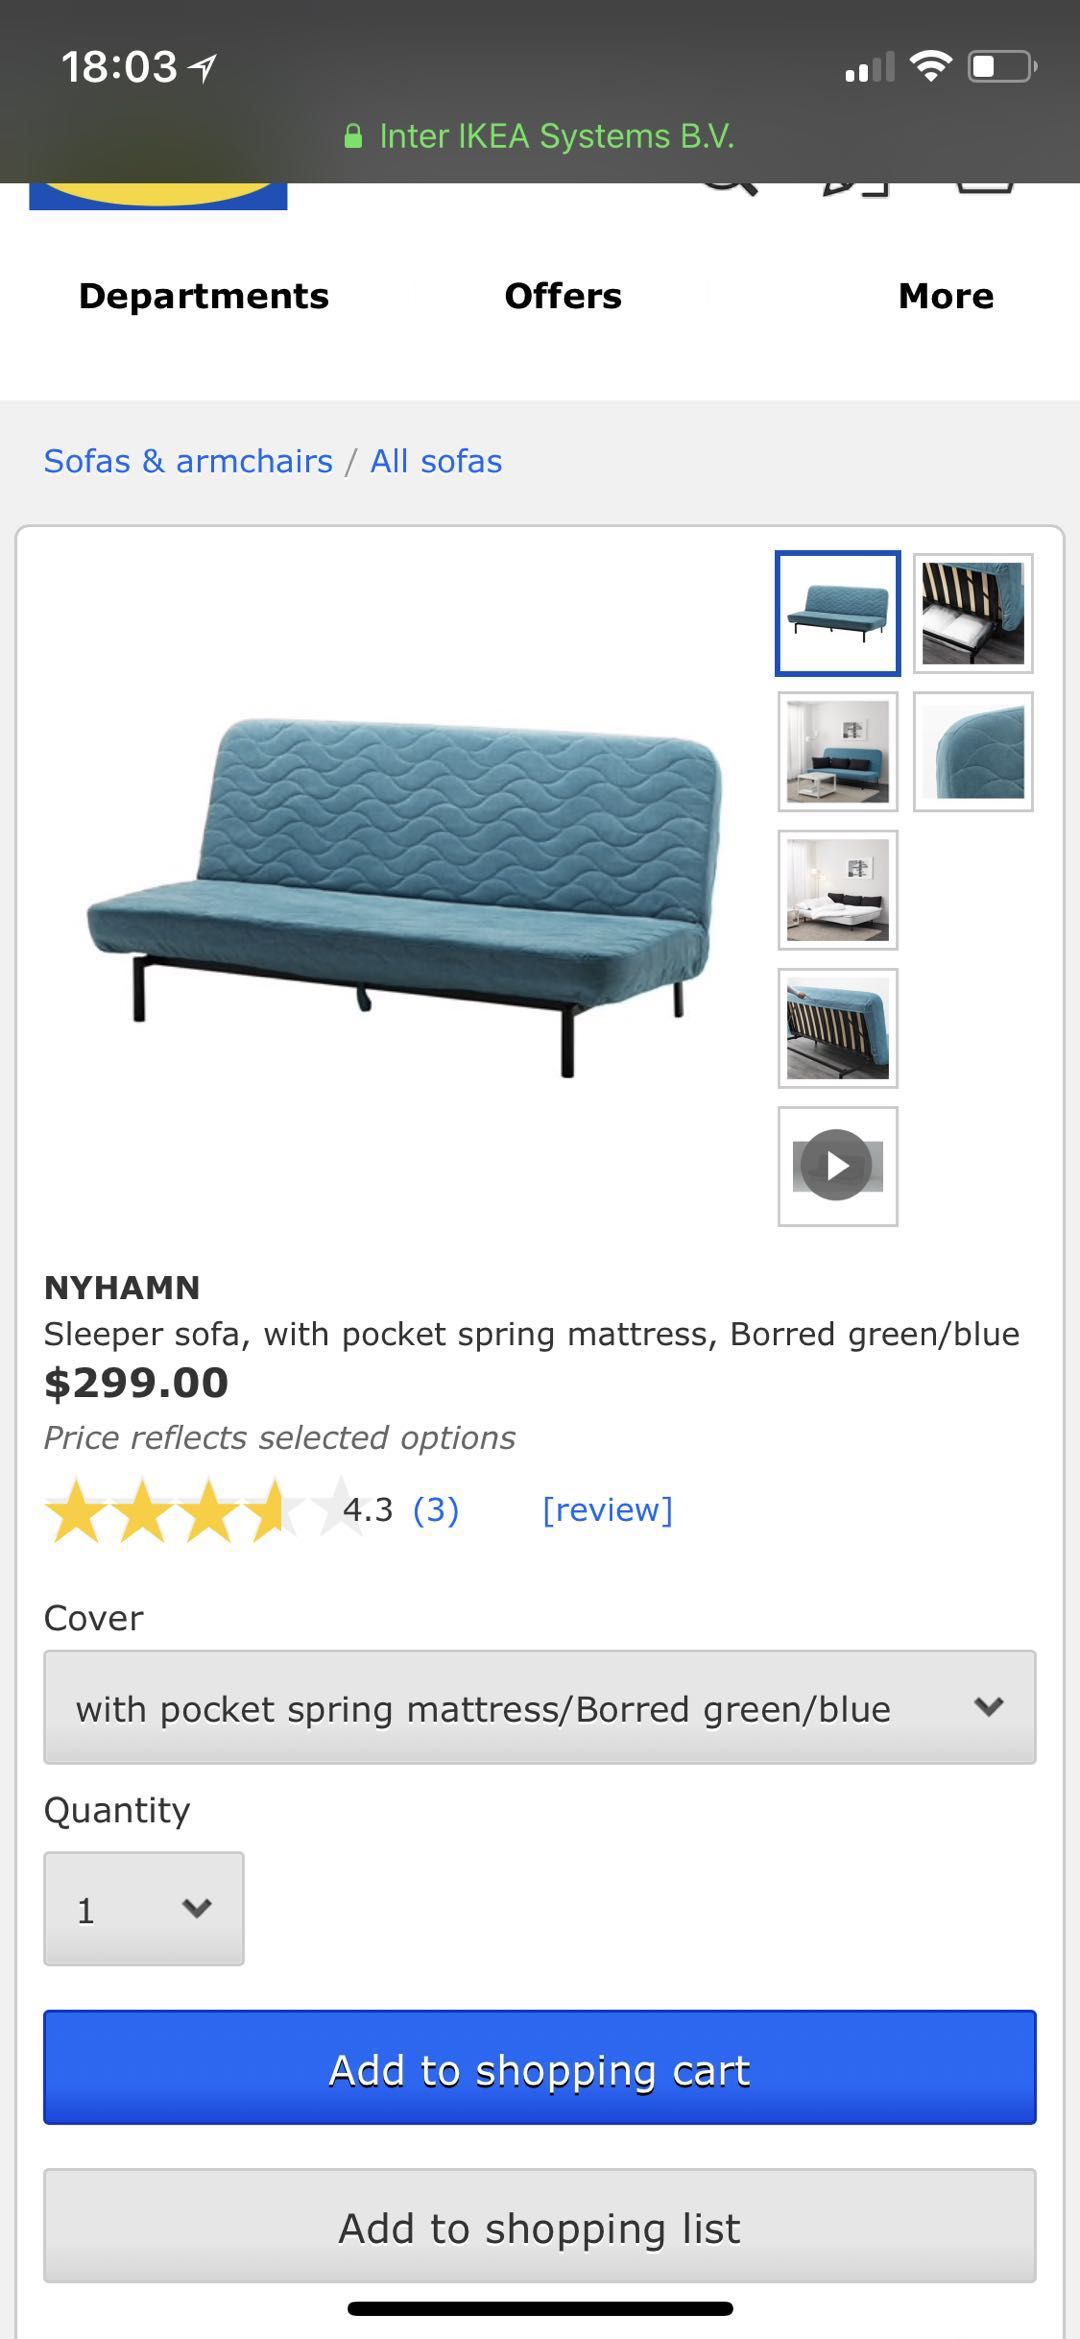 18:03
Inter IKEA Systems B.V.
Departments Offers More
Sofas & armchairs / All sofas
NYHAMN
Sleeper sofa, with pocket spring mattress, Borred green/blue
$299.00
Price reflects selected options
4.3 (3) [review]
Cover
with pocket spring mattress/Borred green/blue
Quantity
1
Add to shopping cart
Add to shopping list